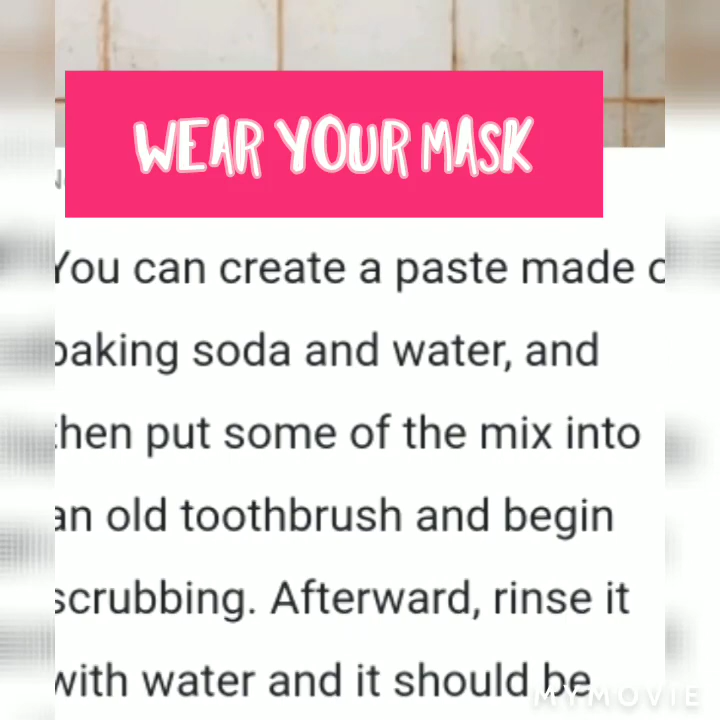 WEAR YOUR MASK
You can create a paste made
baking soda and water, and
then put some of the mix into
an old toothbrush and begin
scrubbing. Afterward, rinse it
with water and it should be
MYMOVIE